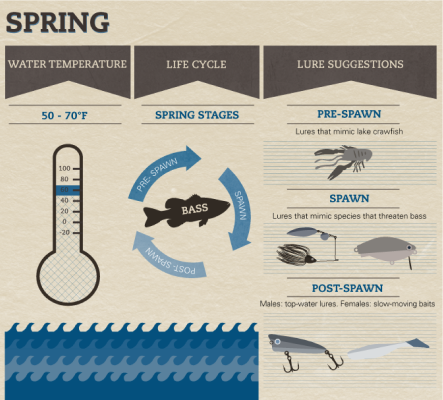 SPRING
WATER TEMPERATURE
LIFE CYCLE
LURE SUGGESTIONS
50 - 70°F
SPRING STAGES
PRE-SPAWN
Lures that mimic lake crawfish
100
80
60
40
20
0
-20
PRE- SPAWN
SPAWN
POST-SPAWN
BASS
SPAWN
Lures that mimic species that threaten bass
POST-SPAWN
Males: top-water lures. Females: slow-moving baits